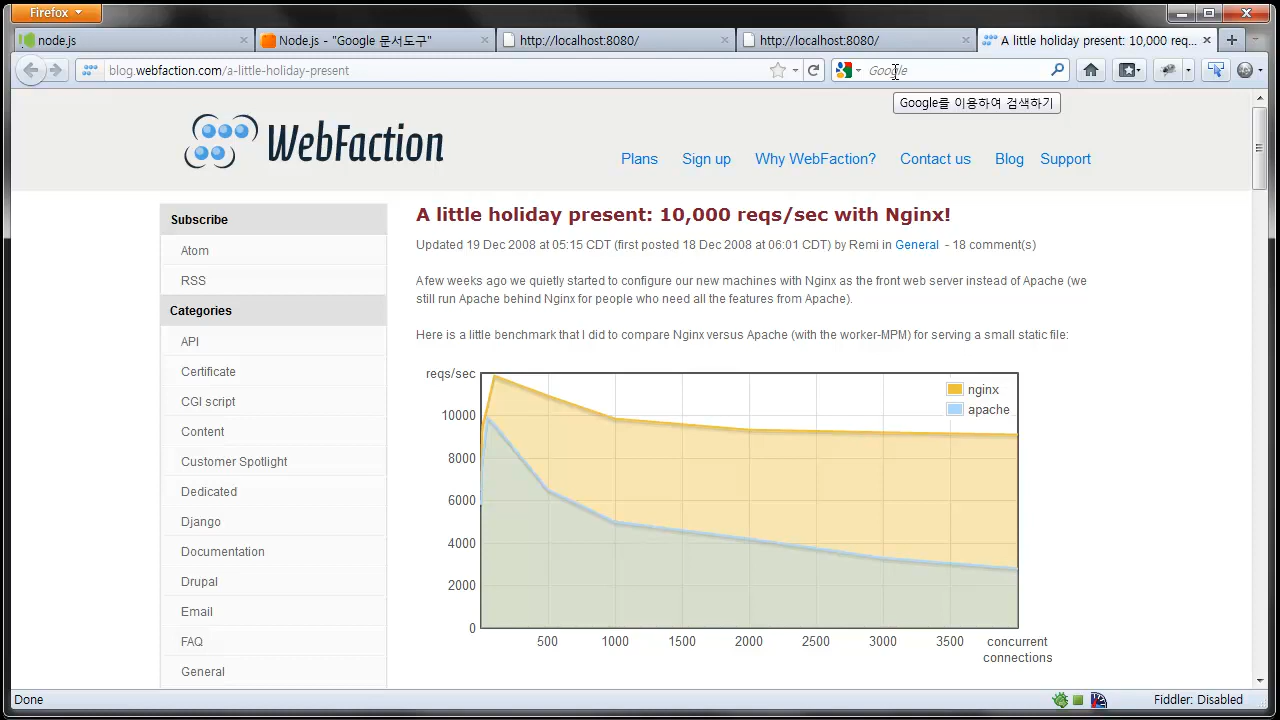 Firefox
node.js
Node.js - "Google 문서도구"
http://localhost:8080/
http://localhost:8080/
A little holiday present: 10,000 req...
blog.webfaction.com/a-little-holiday-present
Google
Google를 이용하여 검색하기
WebFaction
Plans
Sign up
Why WebFaction?
Contact us
Blog
Support
Subscribe
Atom
RSS
Categories
API
Certificate
CGI script
Content
Customer Spotlight
Dedicated
Django
Documentation
Drupal
Email
FAQ
General
A little holiday present: 10,000 reqs/sec with Nginx!
Updated 19 Dec 2008 at 05:15 CDT (first posted 18 Dec 2008 at 06:01 CDT) by Remi in General - 18 comment(s)
A few weeks ago we quietly started to configure our new machines with Nginx as the front web server instead of Apache (we
still run Apache behind Nginx for people who need all the features from Apache).
Here is a little benchmark that I did to compare Nginx versus Apache (with the worker-MPM) for serving a small static file:
reqs/sec
nginx
apache
10000
8000
6000
4000
2000
0
500
1000
1500
2000
2500
3000
3500
concurrent
connections
Done
Fiddler: Disabled